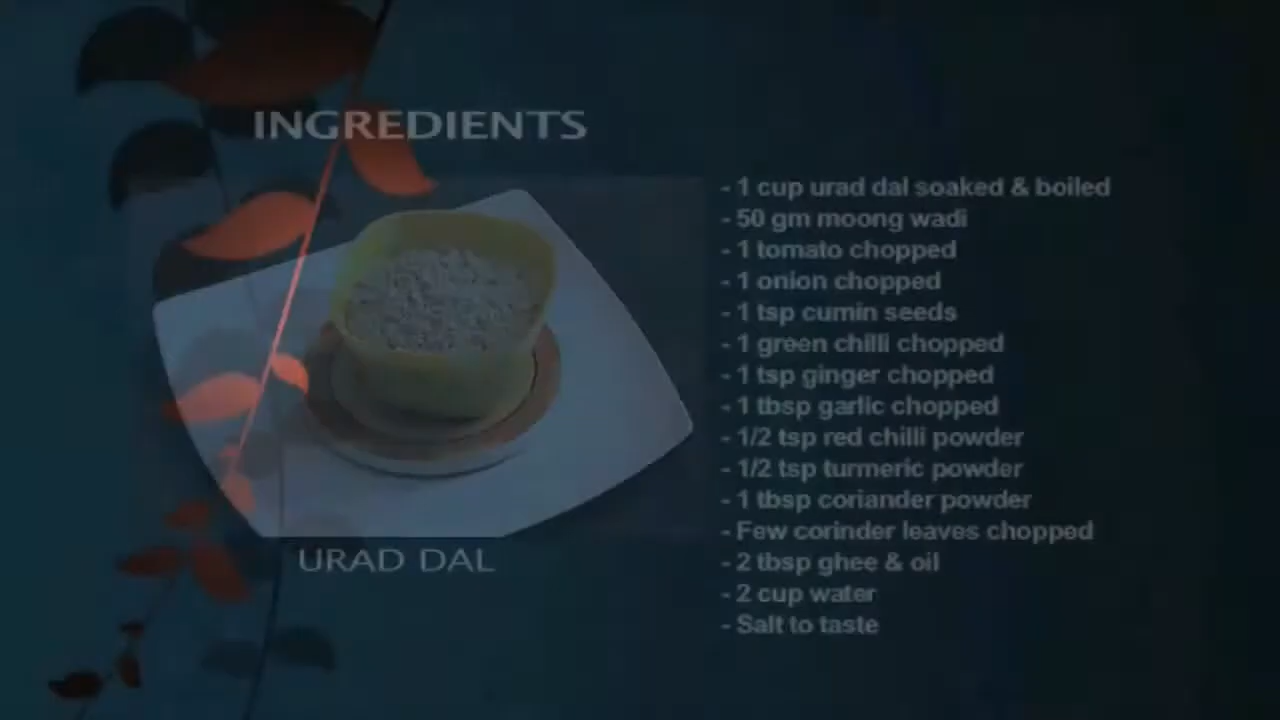 INGREDIENTS
- 1 cup urad dal soaked & boiled
- 50 gm moong wadi
- 1 tomato chopped
- 1 onion chopped
- 1 tsp cumin seeds
- 1 green chilli chopped
- 1 tsp ginger chopped
- 1 tbsp garlic chopped
- 1/2 tsp red chilli powder
- 1/2 tsp turmeric powder
- 1 tbsp coriander powder
- Few corinder leaves chopped
- 2 tbsp ghee & oil
- 2 cup water
- Salt to taste
URAD DAL